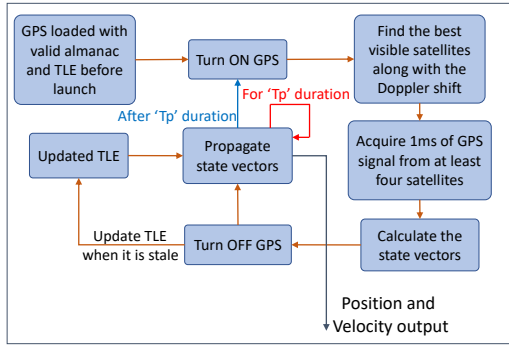 GPS loaded with
valid almanac
and TLE before
launch
Turn ON GPS
Find the best
visible satellites
along with the
Doppler shift
After ‘Tp’ duration
For ‘Tp’ duration
Updated TLE
Propagate
state vectors
Acquire 1ms of GPS
signal from at least
four satellites
Update TLE
when it is stale
Turn OFF GPS
Calculate the
state vectors
Position and
Velocity output